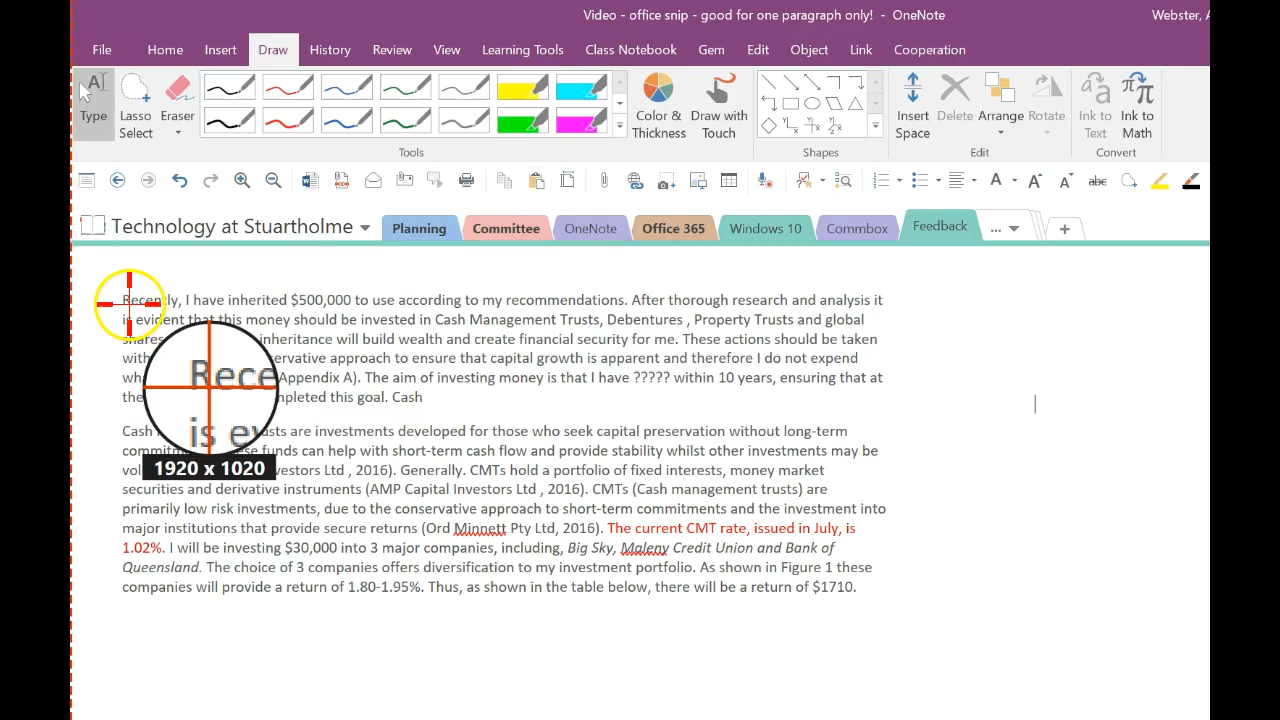 Video - office snip - good for one paragraph only! - OneNote
Webster, A
File Home Insert Draw History Review View Learning Tools Class Notebook Gem Edit Object Link Cooperation
Type
Lasso Select
Eraser
Color & Thickness
Draw with Touch
Insert Space
Delete
Arrange
Rotate
Ink to Text
Ink to Math
Tools
Shapes
Edit
Convert
Technology at Stuartholme
Planning Committee OneNote Office 365 Windows 10 Commbox Feedback ...
Recently, I have inherited $500,000 to use according to my recommendations. After thorough research and analysis it
is evident that this money should be invested in Cash Management Trusts, Debentures , Property Trusts and global
shares inheritance will build wealth and create financial security for me. These actions should be taken
with approach to ensure that capital growth is apparent and therefore I do not expend
Appendix A). The aim of investing money is that I have ????? within 10 years, ensuring that at
the this goal. Cash
Cash are investments developed for those who seek capital preservation without long-term
funds can help with short-term cash flow and provide stability whilst other investments may be
Ltd , 2016). Generally. CMTs hold a portfolio of fixed interests, money market
securities and derivative instruments (AMP Capital Investors Ltd , 2016). CMTs (Cash management trusts) are
primarily low risk investments, due to the conservative approach to short-term commitments and the investment into
major institutions that provide secure returns (Ord Minnett Pty Ltd, 2016). The current CMT rate, issued in July, is
1.02%. I will be investing $30,000 into 3 major companies, including, Big Sky, Maleny Credit Union and Bank of
Queensland. The choice of 3 companies offers diversification to my investment portfolio. As shown in Figure 1 these
companies will provide a return of 1.80-1.95%. Thus, as shown in the table below, there will be a return of $1710.
Rece
is ev
1920 x 1020